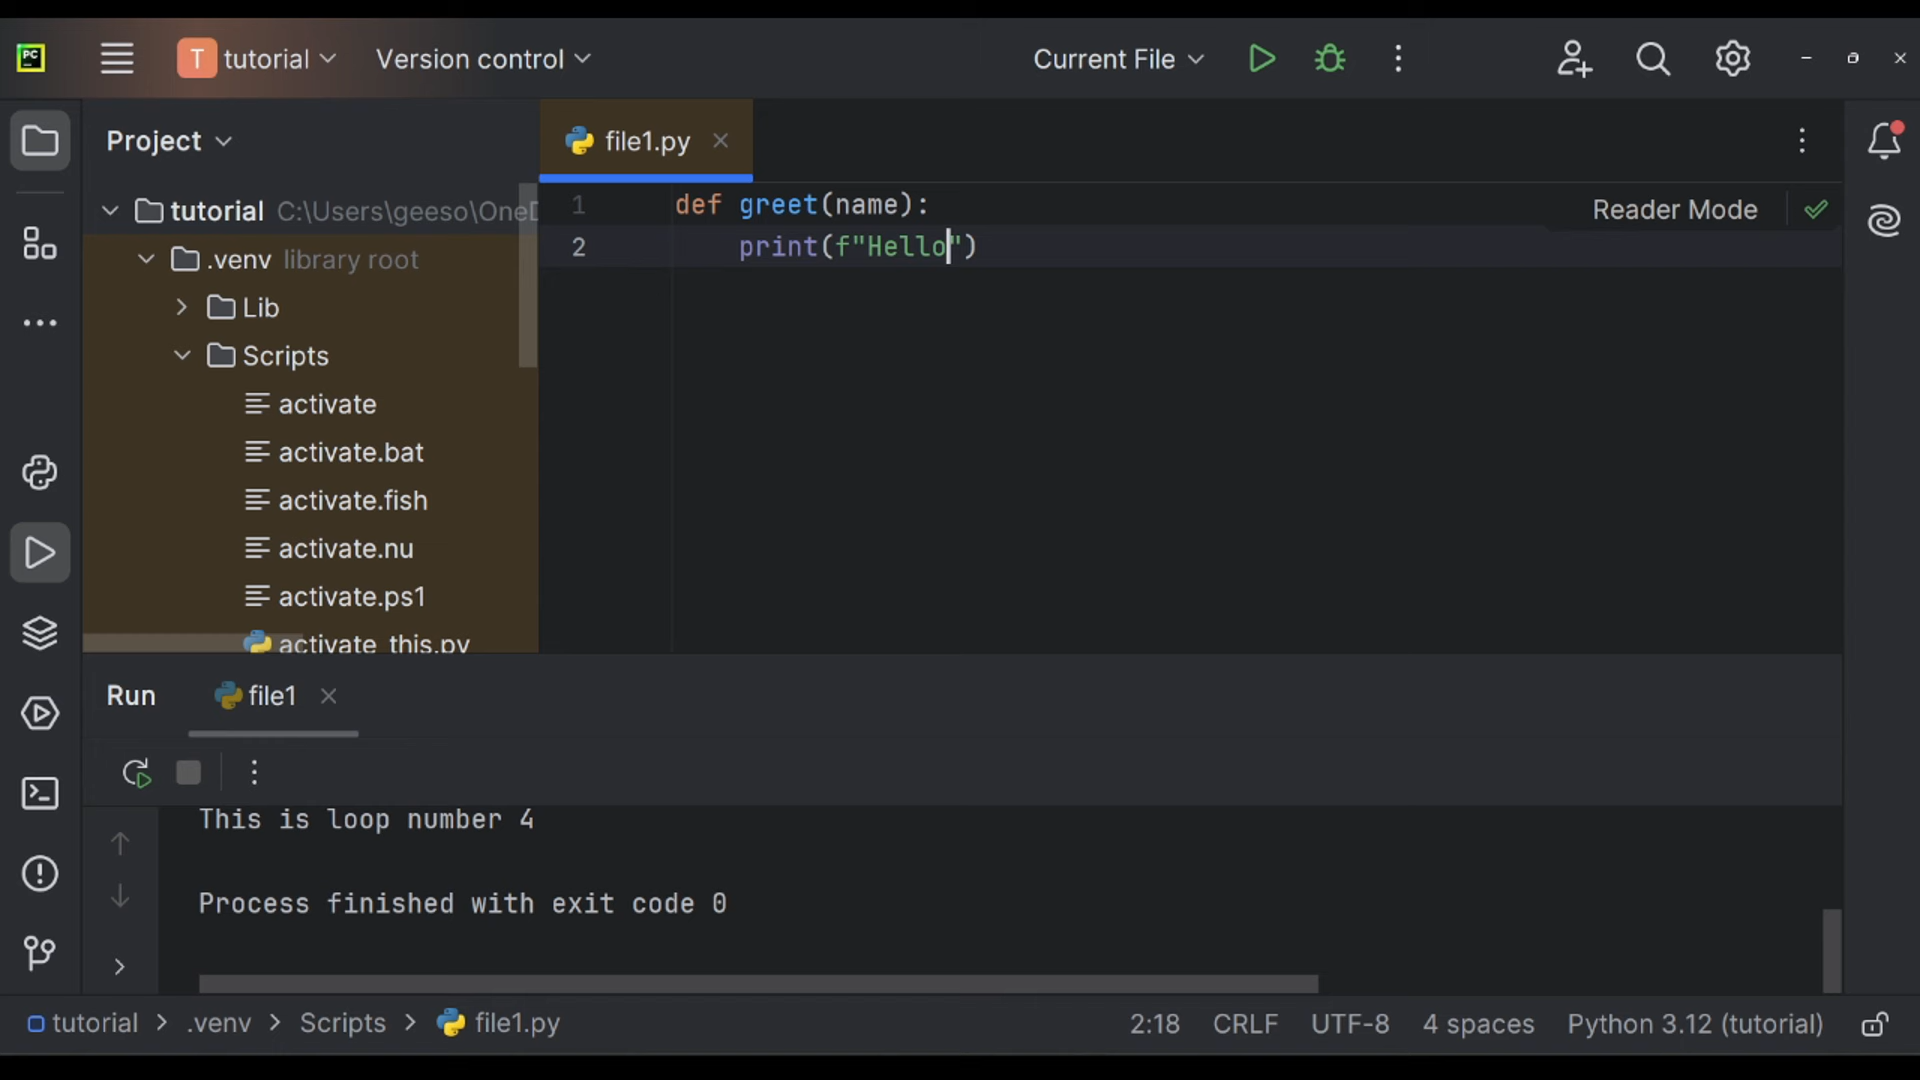 PC
T tutorial Version control Current File
Project
file1.py
tutorial C:\Users\geeso\OneD
.venv library root
Lib
Scripts
activate
activate.bat
activate.fish
activate.nu
activate.ps1
activate_this.py
1 def greet(name):
2 print(f"Hello")
Reader Mode
Run file1
This is loop number 4
Process finished with exit code 0
tutorial > .venv > Scripts > file1.py
2:18 CRLF UTF-8 4 spaces Python 3.12 (tutorial)